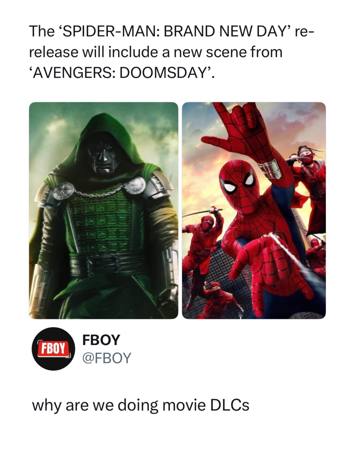 The ‘SPIDER-MAN: BRAND NEW DAY’ re-
release will include a new scene from
‘AVENGERS: DOOMSDAY’.
FBOY
FBOY
@FBOY
why are we doing movie DLCs